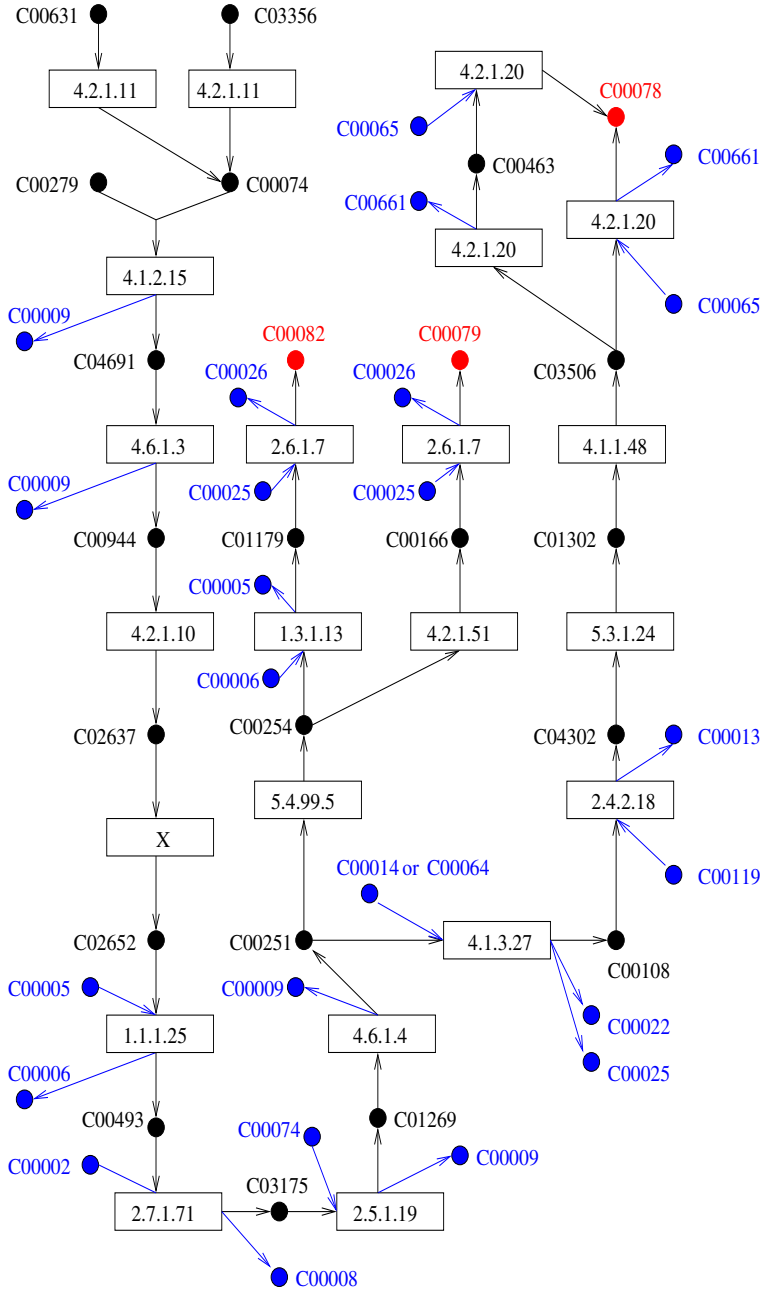 C00631
C03356
4.2.1.11
4.2.1.11
C00279
C00074
4.1.2.15
C00009
C04691
4.6.1.3
C00009
C00944
4.2.1.10
C02637
X
C02652
C00005
1.1.1.25
C00006
C00493
C00002
2.7.1.71
C00008
C03175
C00074
2.5.1.19
C00009
C01269
4.6.1.4
C00009
C00251
5.4.99.5
C00254
C00006
1.3.1.13
C00005
C01179
C00025
2.6.1.7
C00026
C00082
4.2.1.51
C00166
C00025
2.6.1.7
C00026
C00079
C00014 or C00064
4.1.3.27
C00022
C00025
C00108
C00119
2.4.2.18
C00013
C04302
5.3.1.24
C01302
4.1.1.48
C03506
4.2.1.20
C00661
C00463
C00065
4.2.1.20
C00065
4.2.1.20
C00661
C00078